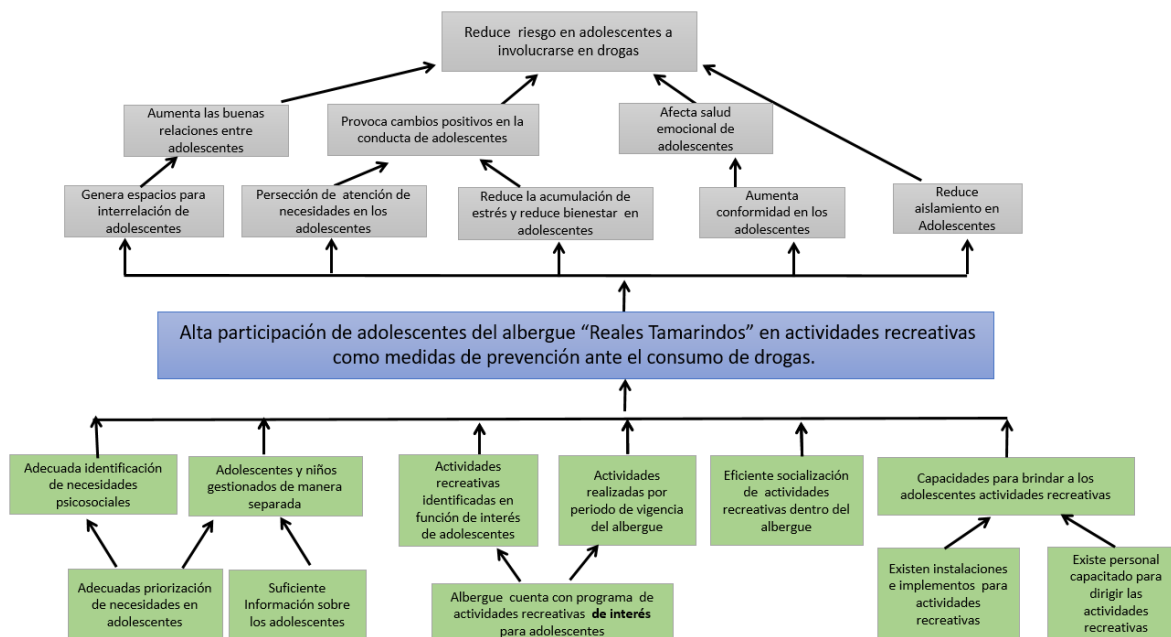 Reduce riesgo en adolescentes a
involucrarse en drogas
Aumenta las buenas
relaciones entre
adolescentes
Provoca cambios positivos en la
conducta de adolescentes
Afecta salud
emocional de
adolescentes
Genera espacios para
interrelación de
adolescentes
Persección de atención de
necesidades en los
adolescentes
Reduce la acumulación de
estrés y reduce bienestar en
adolescentes
Aumenta
conformidad en los
adolescentes
Reduce
aislamiento en
Adolescentes
Alta participación de adolescentes del albergue “Reales Tamarindos” en actividades recreativas
como medidas de prevención ante el consumo de drogas.
Adecuada identificación
de necesidades
psicosociales
Adolescentes y niños
gestionados de manera
separada
Actividades
recreativas
identificadas en
función de interés
de adolescentes
Actividades
realizadas por
periodo de vigencia
del albergue
Eficiente socialización
de actividades
recreativas dentro del
albergue
Capacidades para brindar a los
adolescentes actividades recreativas
Adecuadas priorización
de necesidades en
adolescentes
Suficiente
Información sobre
los adolescentes
Albergue cuenta con programa de
actividades recreativas de interés
para adolescentes
Existen instalaciones
e implementos para
actividades
recreativas
Existe personal
capacitado para
dirigir las
actividades
recreativas